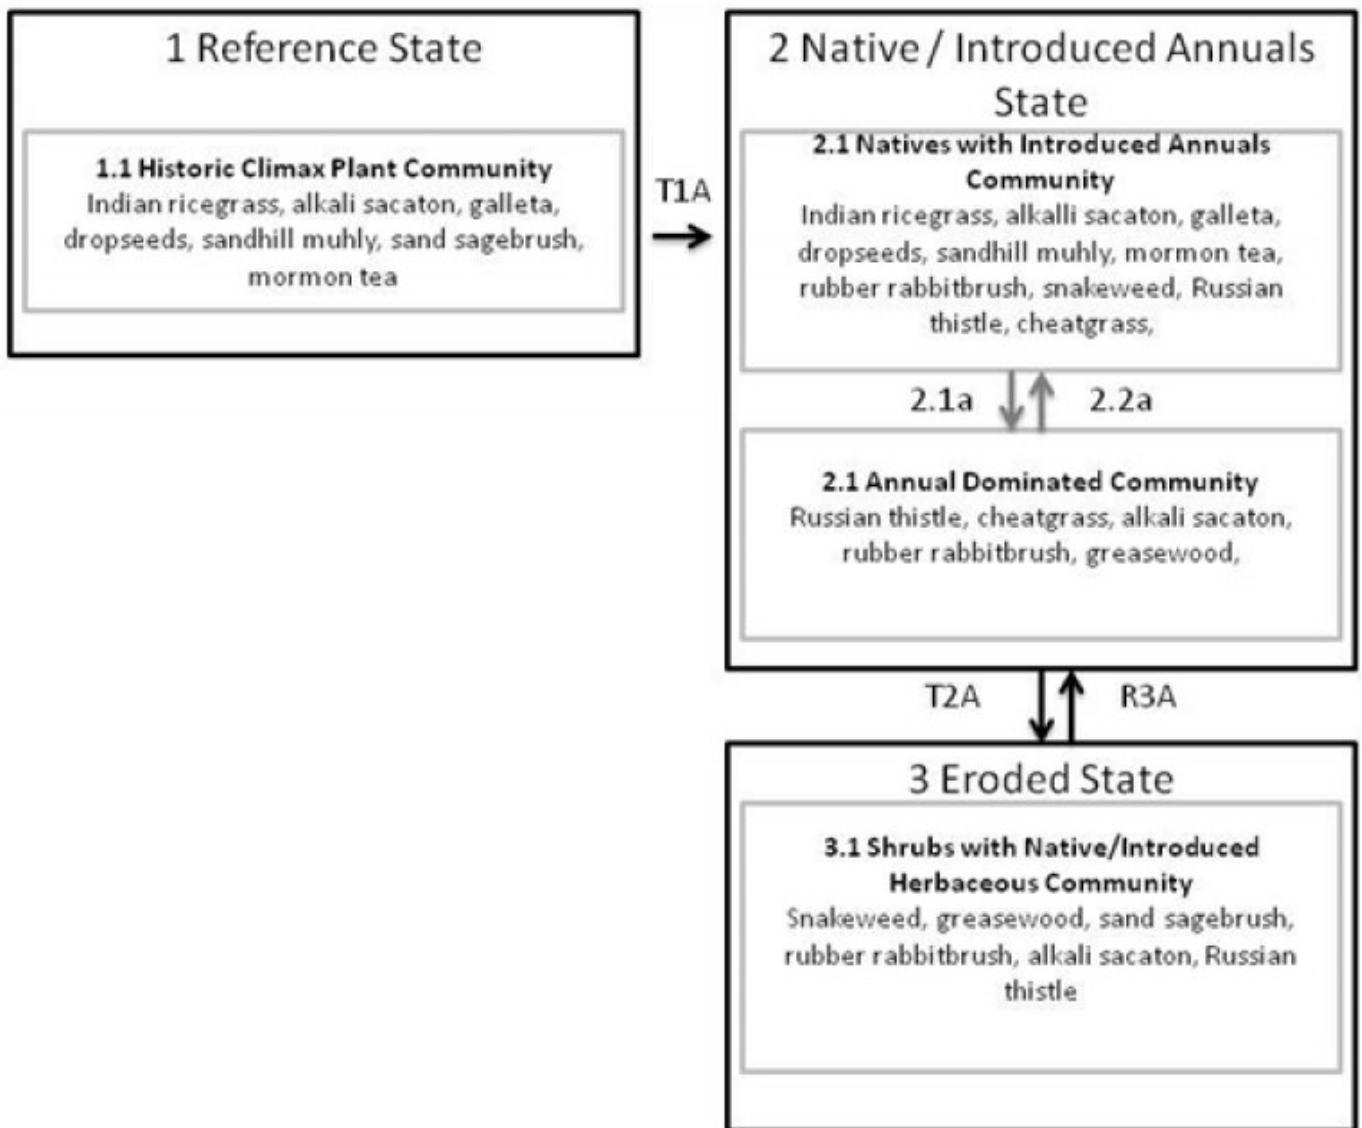 1 Reference State
1.1 Historic Climax Plant Community
Indian ricegrass, alkali sacaton, galleta,
dropseeds, sandhill muhly, sand sagebrush,
mormon tea
T1A
2 Native / Introduced Annuals
State
2.1 Natives with Introduced Annuals
Community
Indian ricegrass, alkalli sacaton, galleta,
dropseeds, sandhill muhly, mormon tea,
rubber rabbitbrush, snakeweed, Russian
thistle, cheatgrass,
2.1a
2.2a
2.1 Annual Dominated Community
Russian thistle, cheatgrass, alkali sacaton,
rubber rabbitbrush, greasewood,
T2A
R3A
3 Eroded State
3.1 Shrubs with Native/Introduced
Herbaceous Community
Snakeweed, greasewood, sand sagebrush,
rubber rabbitbrush, alkali sacaton, Russian
thistle